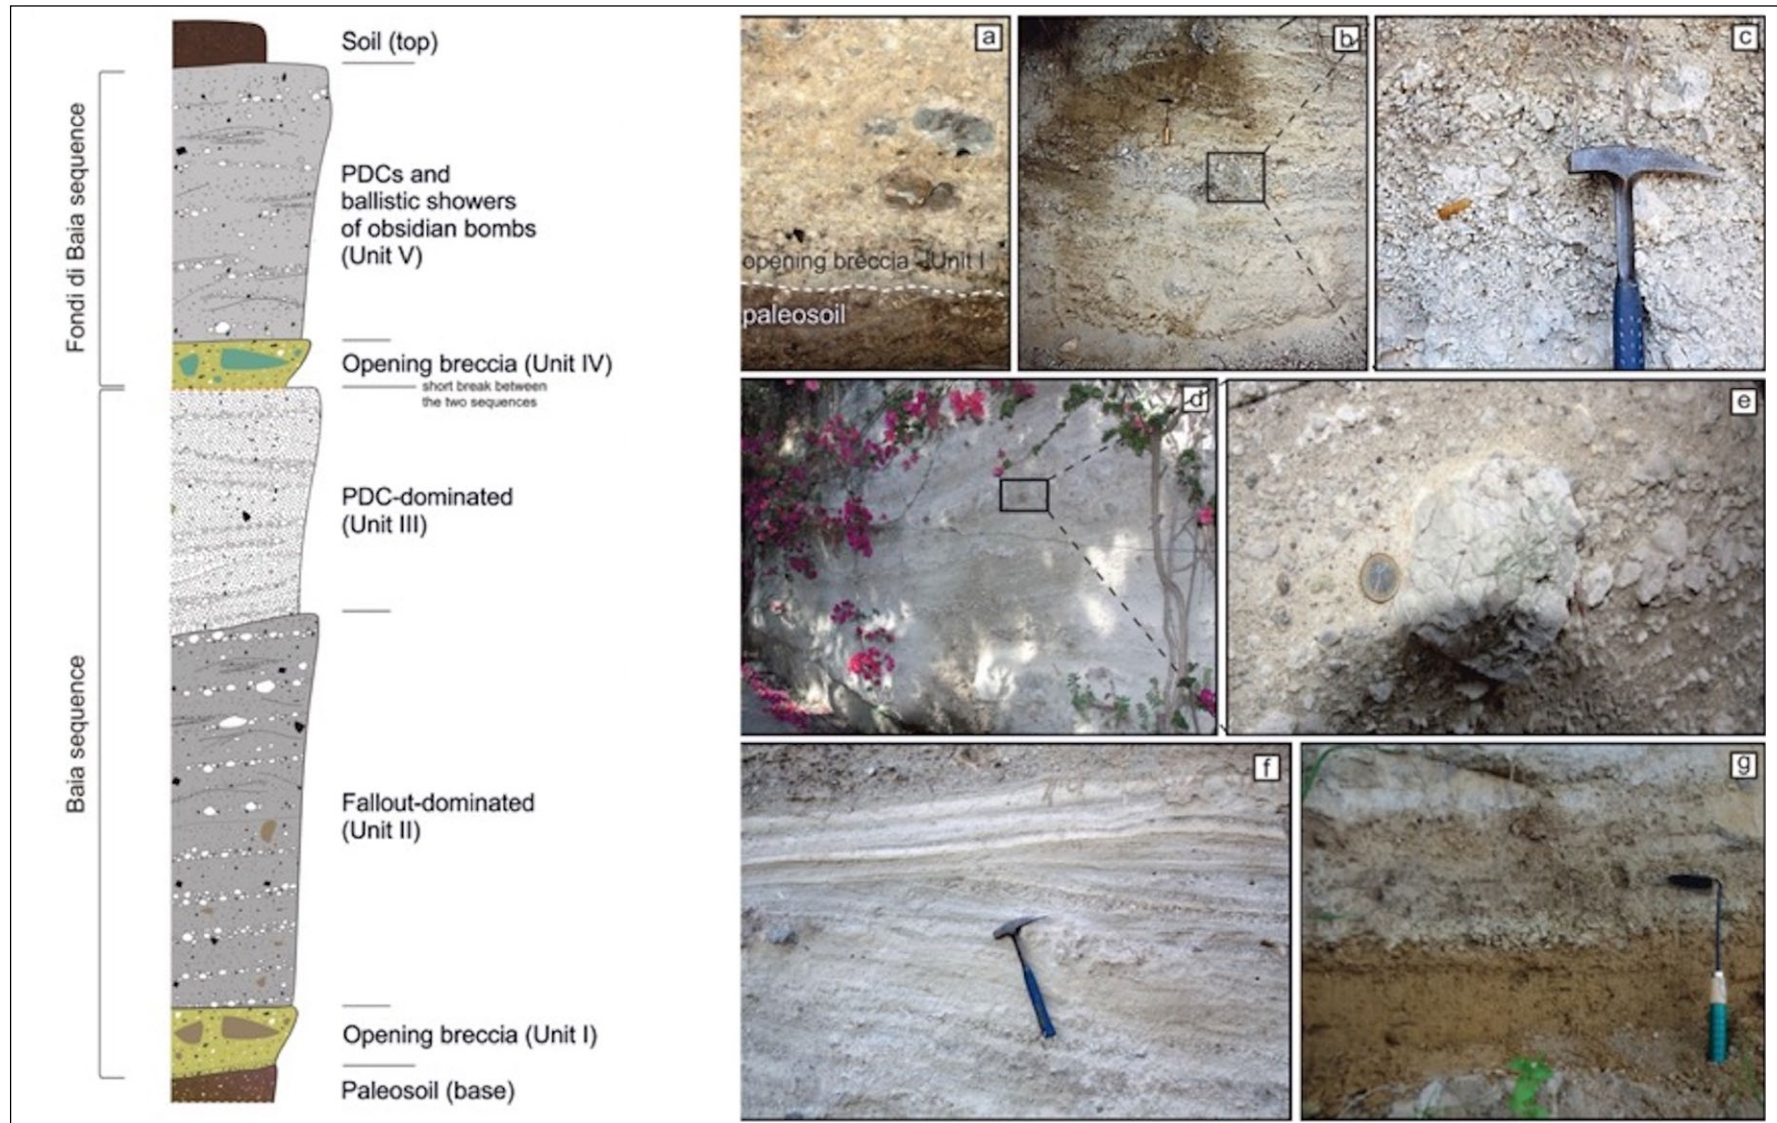 Soil (top)
Fondi di Baia sequence
PDCs and
ballistic showers
of obsidian bombs
(Unit V)
Opening breccia (Unit IV)
short break between
the two sequences
Baia sequence
PDC-dominated
(Unit III)
Fallout-dominated
(Unit II)
Opening breccia (Unit I)
Paleosoil (base)
a
opening breccia - Unit I
paleosoil
b
c
d
e
f
g